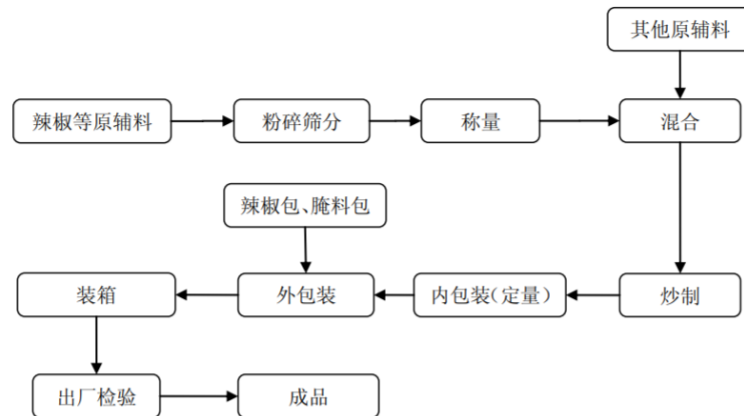 其他原辅料
辣椒等原辅料
粉碎筛分
称量
混合
辣椒包、腌料包
装箱
外包装
内包装(定量)
炒制
出厂检验
成品